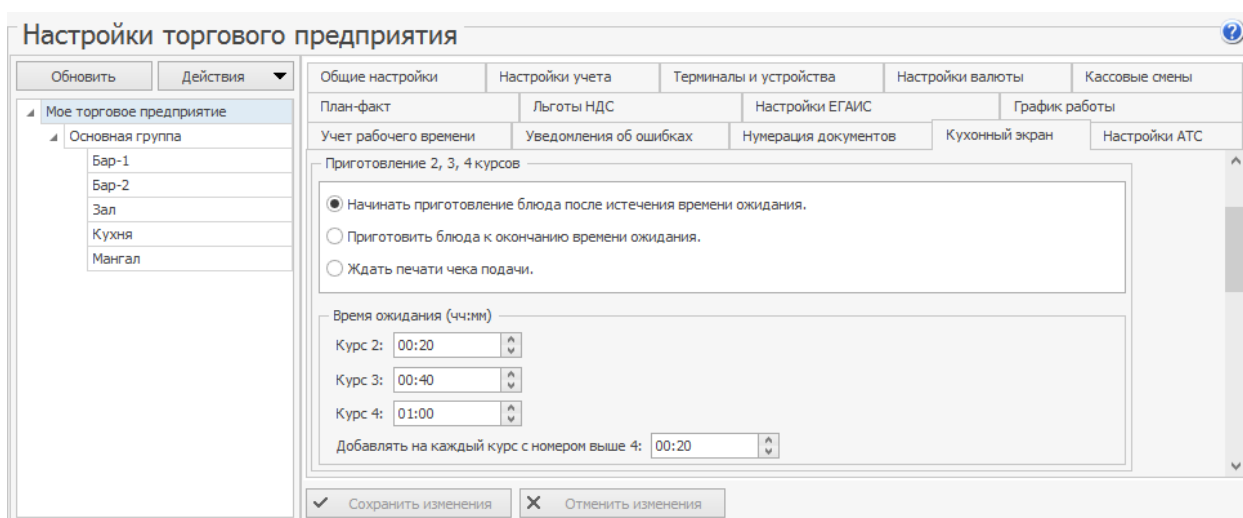 Настройки торгового предприятия
Обновить Действия
Мое торговое предприятие
Основная группа
Бар-1
Бар-2
Зал
Кухня
Мангал
Общие настройки Настройки учета Терминалы и устройства Настройки валюты Кассовые смены
План-факт Льготы НДС Настройки ЕГАИС График работы
Учет рабочего времени Уведомления об ошибках Нумерация документов Кухонный экран Настройки АТС
Приготовление 2, 3, 4 курсов
Начинать приготовление блюда после истечения времени ожидания.
Приготовить блюда к окончанию времени ожидания.
Ждать печати чека подачи.
Время ожидания (чч:мм)
Курс 2: 00:20
Курс 3: 00:40
Курс 4: 01:00
Добавлять на каждый курс с номером выше 4: 00:20
Сохранить изменения Отменить изменения